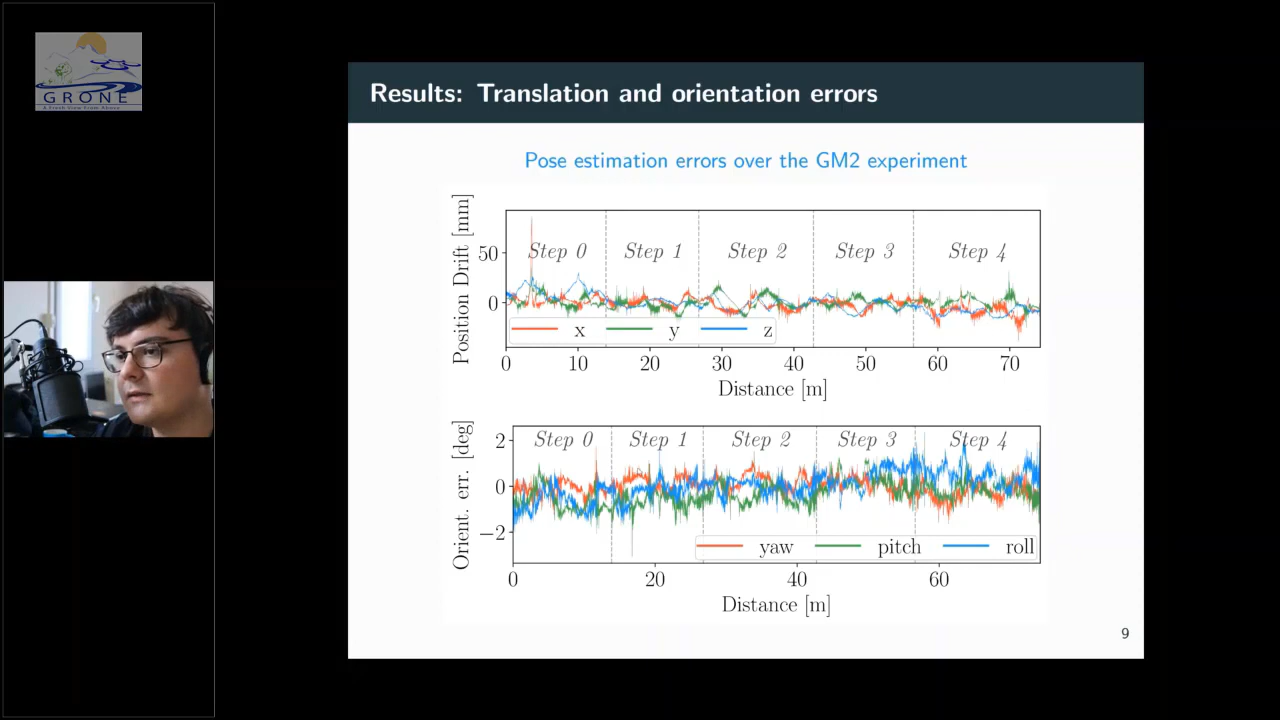 GRONE
Results: Translation and orientation errors
Pose estimation errors over the GM2 experiment
Position Drift [mm]
50
0
Step 0 Step 1 Step 2 Step 3 Step 4
x y z
0 10 20 30 40 50 60 70
Distance [m]
Orient. err. [deg]
2
0
−2
Step 0 Step 1 Step 2 Step 3 Step 4
yaw pitch roll
0 20 40 60
Distance [m]
9